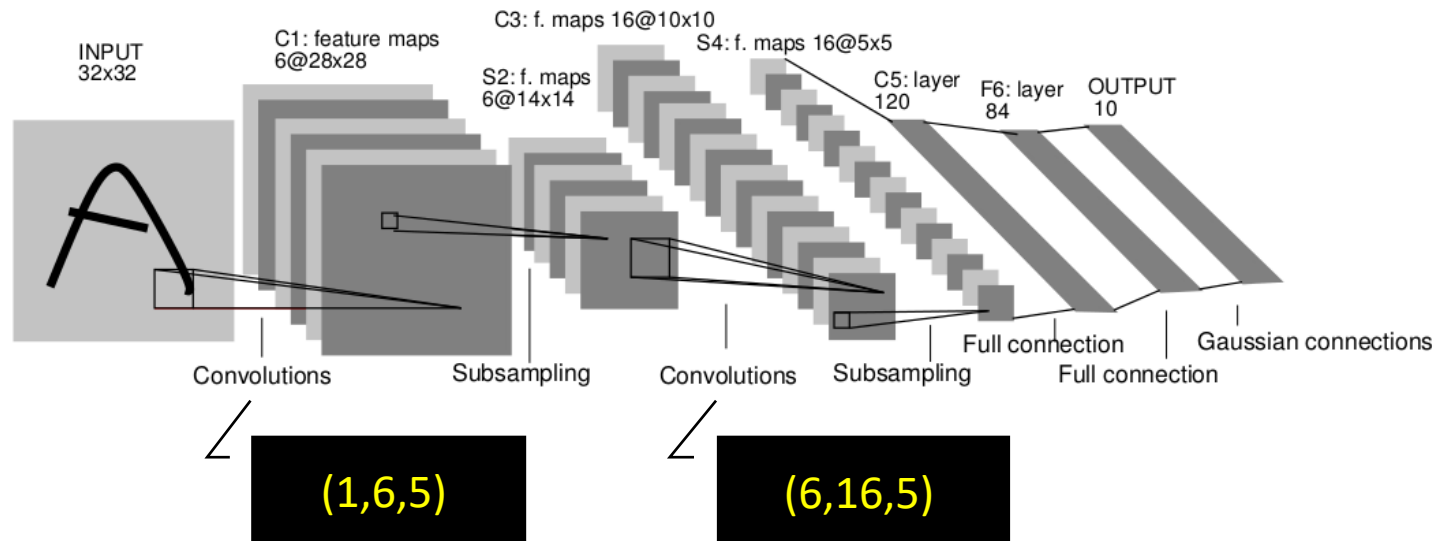 INPUT
32x32
C1: feature maps
6@28x28
S2: f. maps
6@14x14
C3: f. maps 16@10x10
S4: f. maps 16@5x5
C5: layer
120
F6: layer
84
OUTPUT
10
Convolutions
Subsampling
Convolutions
Subsampling
Full connection
Full connection
Gaussian connections
(1,6,5)
(6,16,5)
A